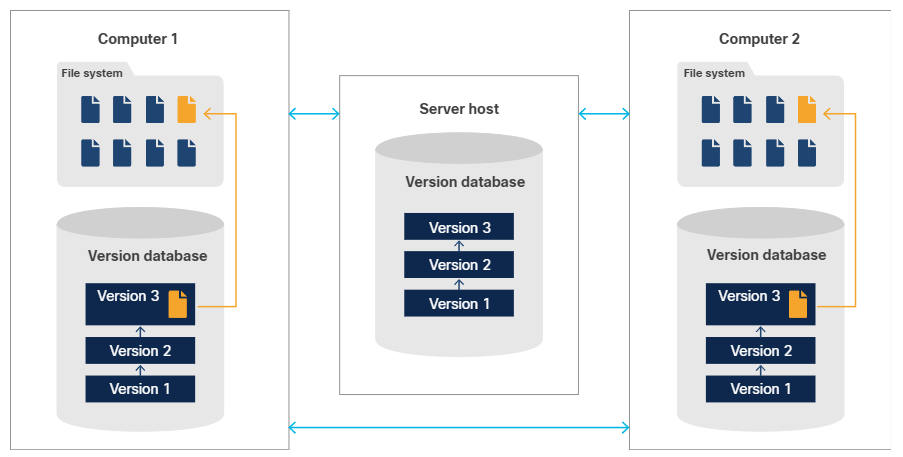 Computer 1
File system
Version database
Version 3
Version 2
Version 1
Server host
Version database
Version 3
Version 2
Version 1
Computer 2
File system
Version database
Version 3
Version 2
Version 1